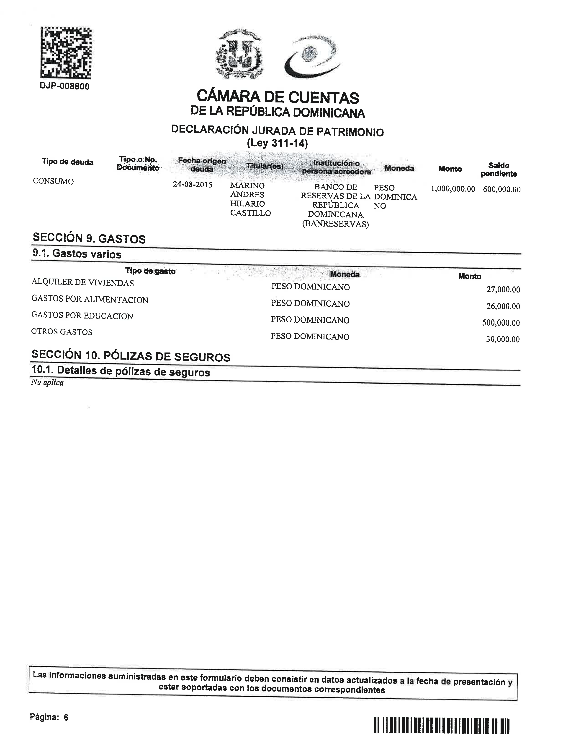 DJP-008800
CÁMARA DE CUENTAS
DE LA REPÚBLICA DOMINICANA
DECLARACIÓN JURADA DE PATRIMONIO
(Ley 311-14)
Tipo de deuda Tipo o No. Documento Fecha origen deuda Titular(es) Institución o persona acreedora Moneda Monto Saldo pendiente
CONSUMO 24-08-2015 MARINO BANCO DE PESO 1,000,000.00 600,000.00
ANDRES RESERVAS DE LA DOMINICA
HILARIO REPÚBLICA NO
CASTILLO DOMINICANA
(BANRESERVAS)
SECCIÓN 9. GASTOS
9.1. Gastos varios
Tipo de gasto Moneda Monto
ALQUILER DE VIVIENDAS PESO DOMINICANO 27,000.00
GASTOS POR ALIMENTACION PESO DOMINICANO 26,000.00
GASTOS POR EDUCACION PESO DOMINICANO 500,000.00
OTROS GASTOS PESO DOMINICANO 30,000.00
SECCIÓN 10. PÓLIZAS DE SEGUROS
10.1. Detalles de pólizas de seguros
No aplica
Las informaciones suministradas en este formulario deben consistir en datos actualizados a la fecha de presentación y
estar soportadas con los documentos correspondientes
Página: 6